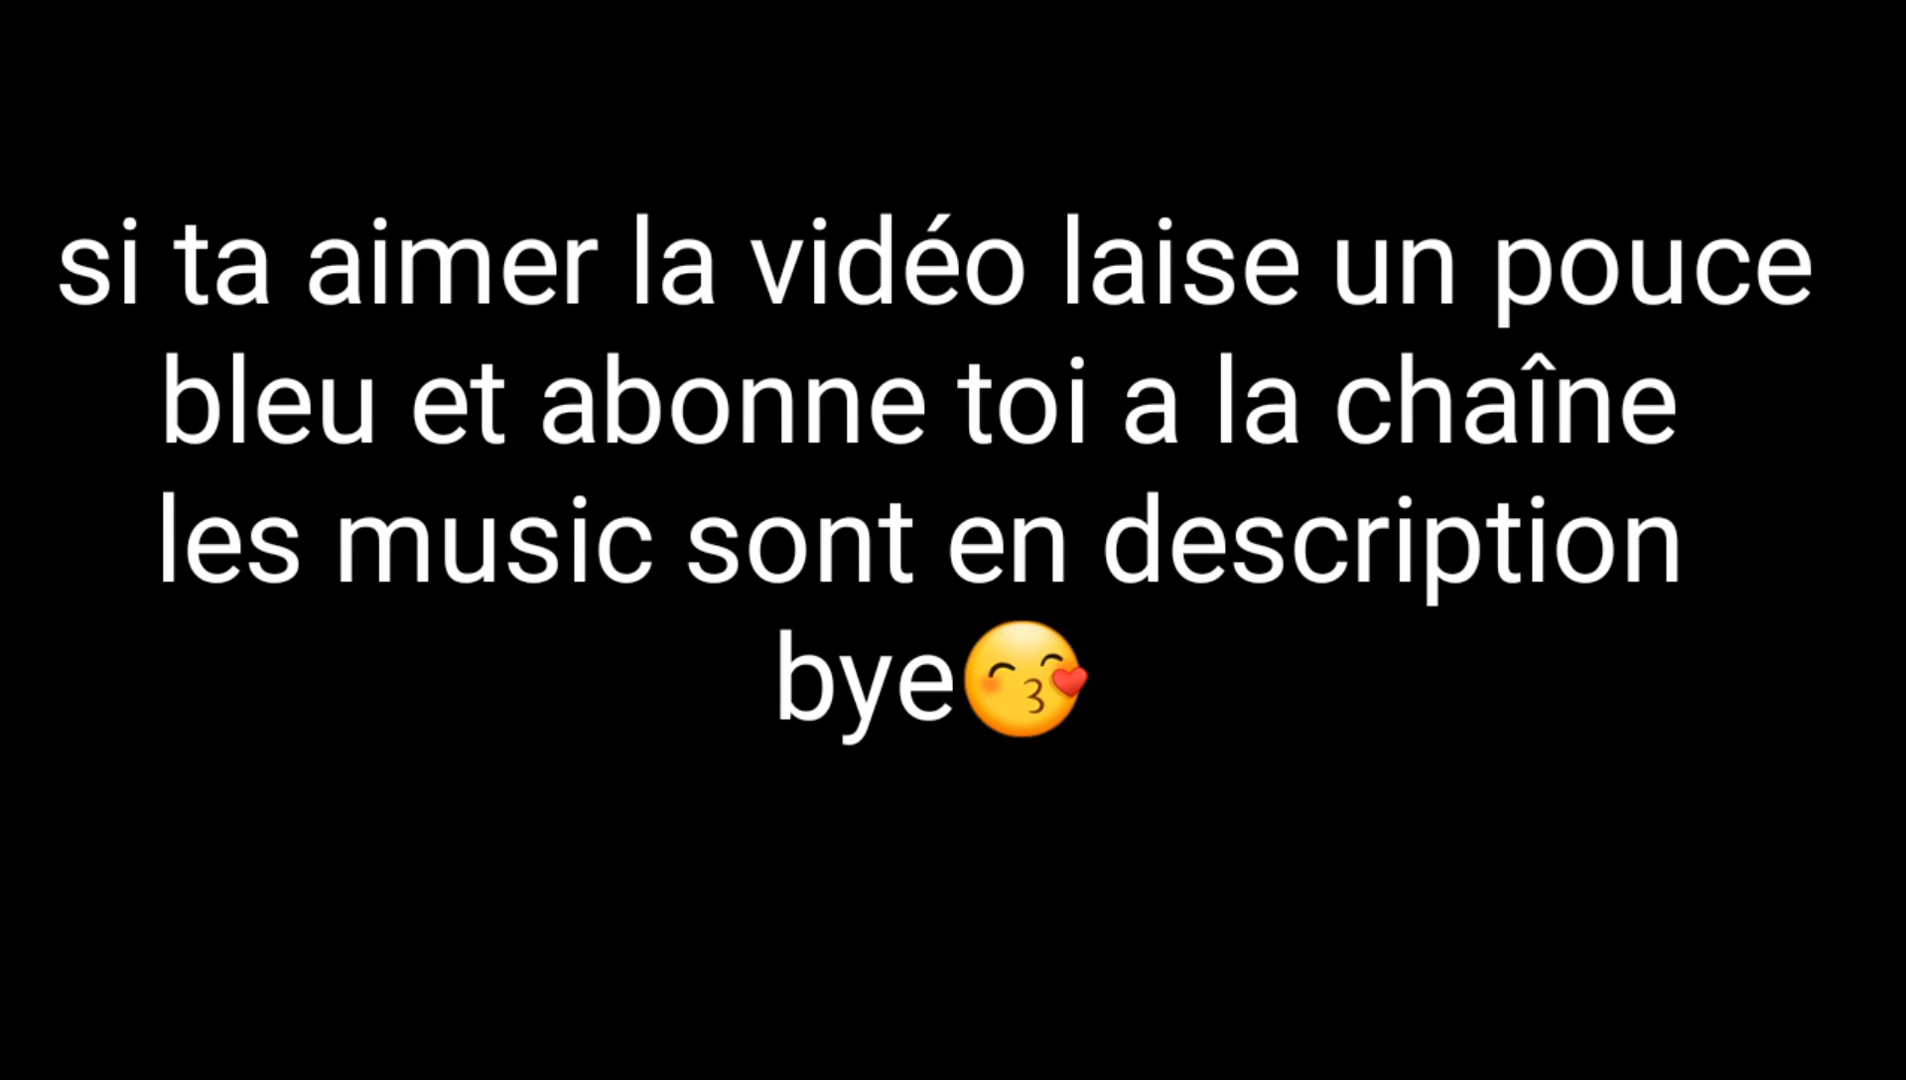 si ta aimer la vidéo laise un pouce
bleu et abonne toi a la chaîne
les music sont en description
bye😙❤️